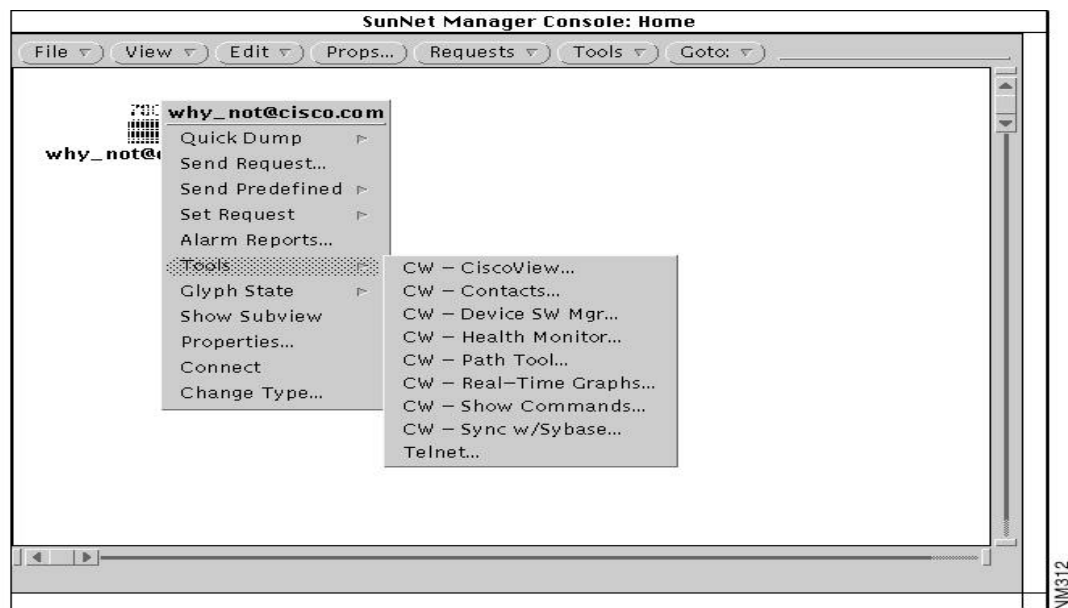 SunNet Manager Console: Home
File View Edit Props... Requests Tools Goto:
why_not@cisco.com
why_not@
Quick Dump
Send Request...
Send Predefined
Set Request
Alarm Reports...
Tools
Glyph State
Show Subview
Properties...
Connect
Change Type...
CW – CiscoView...
CW – Contacts...
CW – Device SW Mgr...
CW – Health Monitor...
CW – Path Tool...
CW – Real–Time Graphs...
CW – Show Commands...
CW – Sync w/Sybase...
Telnet...
NM312